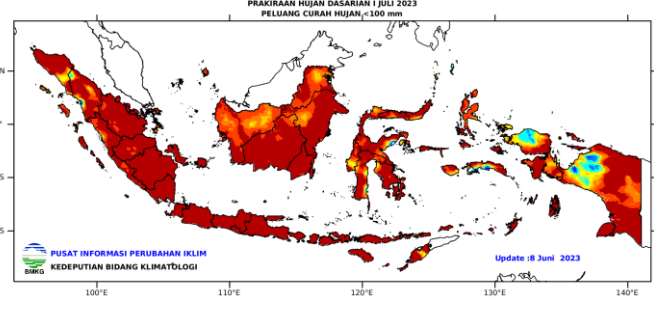 PRAKIRAAN HUJAN DASARIAN I JULI 2023
PELUANG CURAH HUJAN <100 mm
N
S
S
PUSAT INFORMASI PERUBAHAN IKLIM
KEDEPUTIAN BIDANG KLIMATOLOGI
BMKG
Update :8 Juni 2023
100°E
110°E
120°E
130°E
140°E